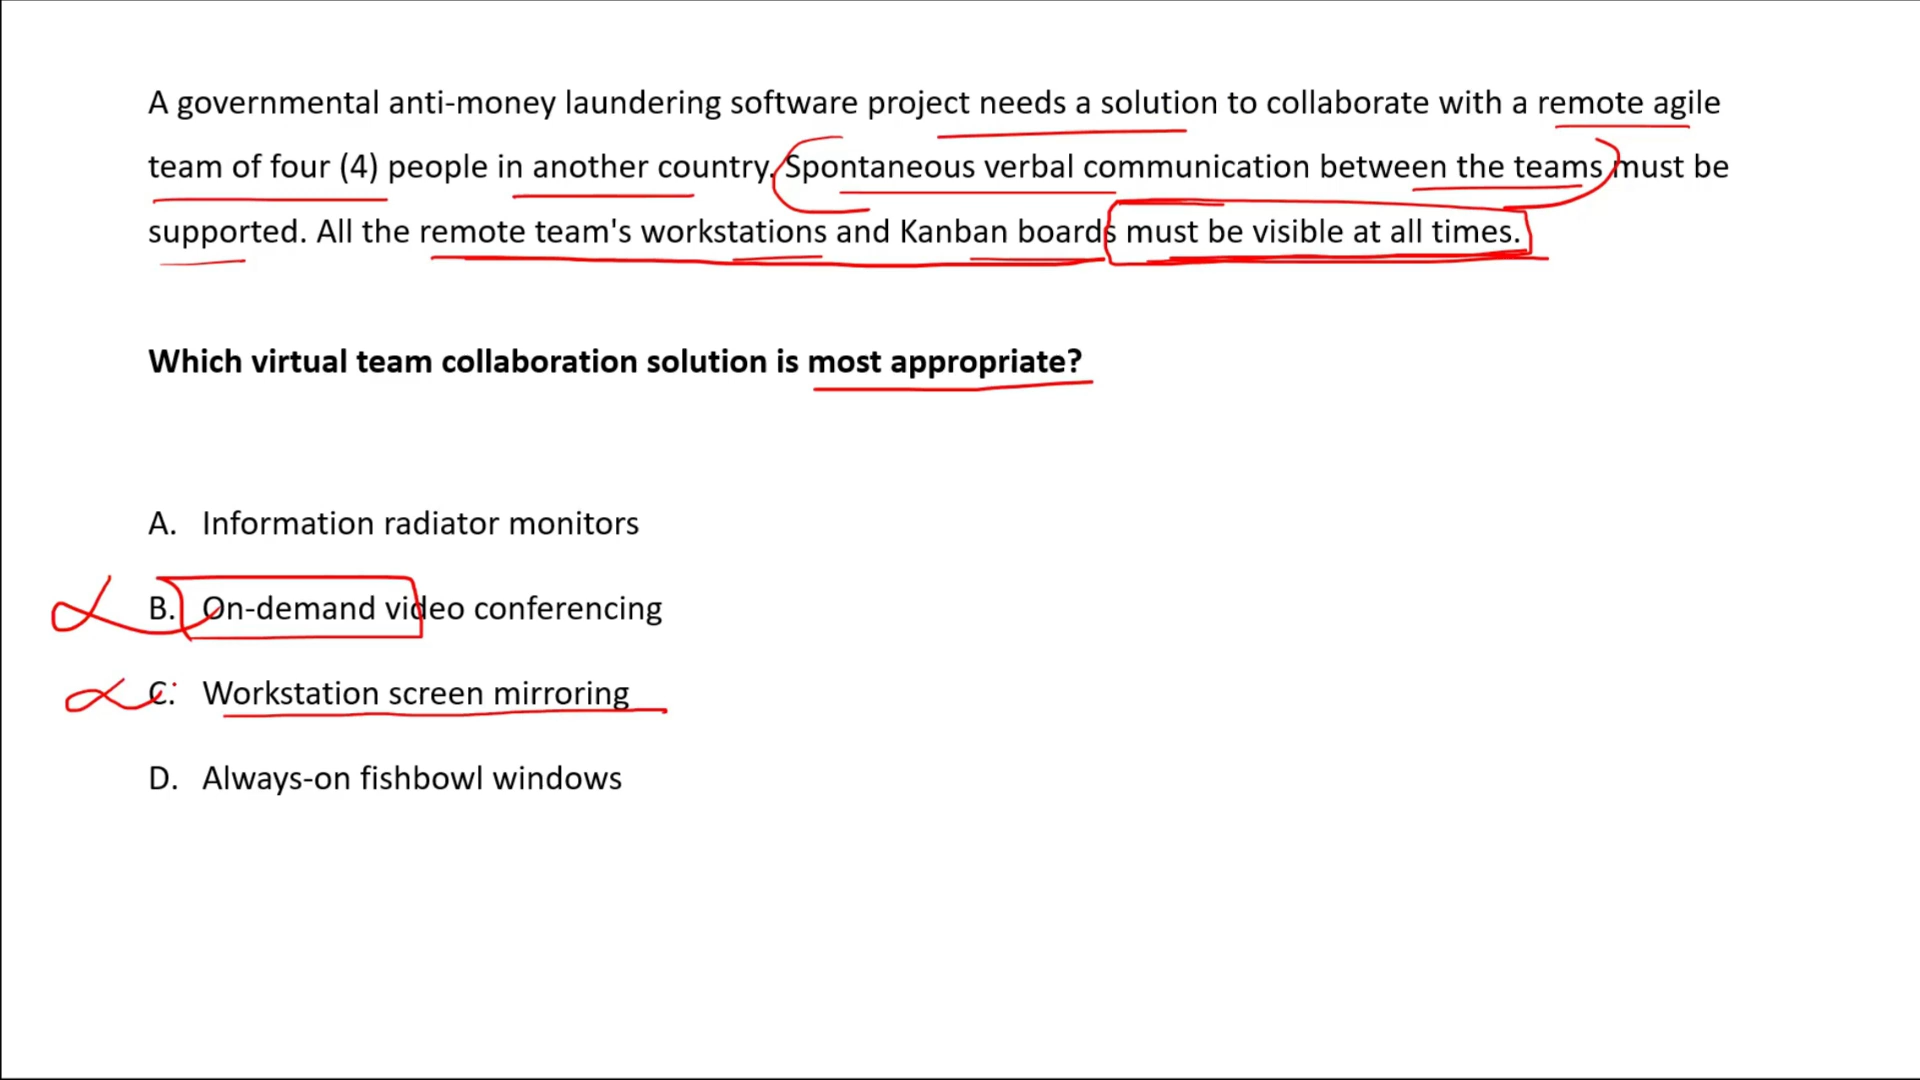 A governmental anti-money laundering software project needs a solution to collaborate with a remote agile
team of four (4) people in another country. Spontaneous verbal communication between the teams must be
supported. All the remote team's workstations and Kanban boards must be visible at all times.
Which virtual team collaboration solution is most appropriate?
A. Information radiator monitors
B. On-demand video conferencing
C. Workstation screen mirroring
D. Always-on fishbowl windows